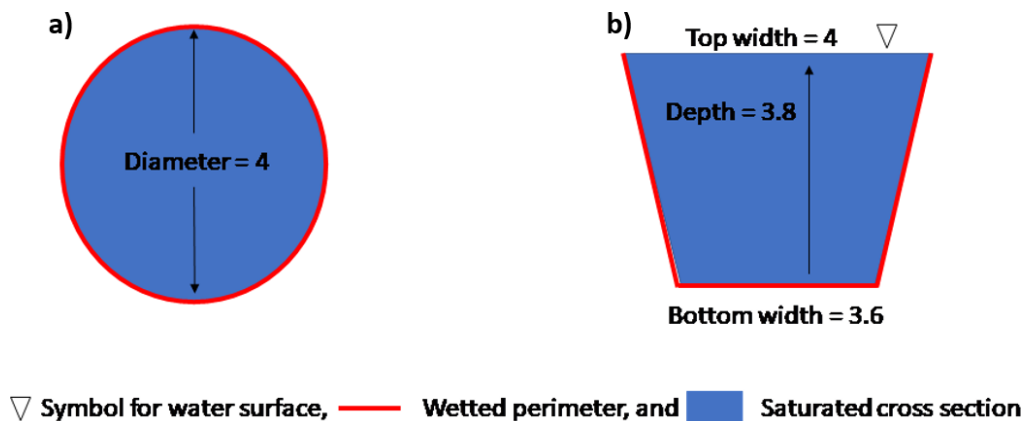 a)
Diameter = 4
b)
Top width = 4 ▽
Depth = 3.8
Bottom width = 3.6
▽ Symbol for water surface, Wetted perimeter, and Saturated cross section